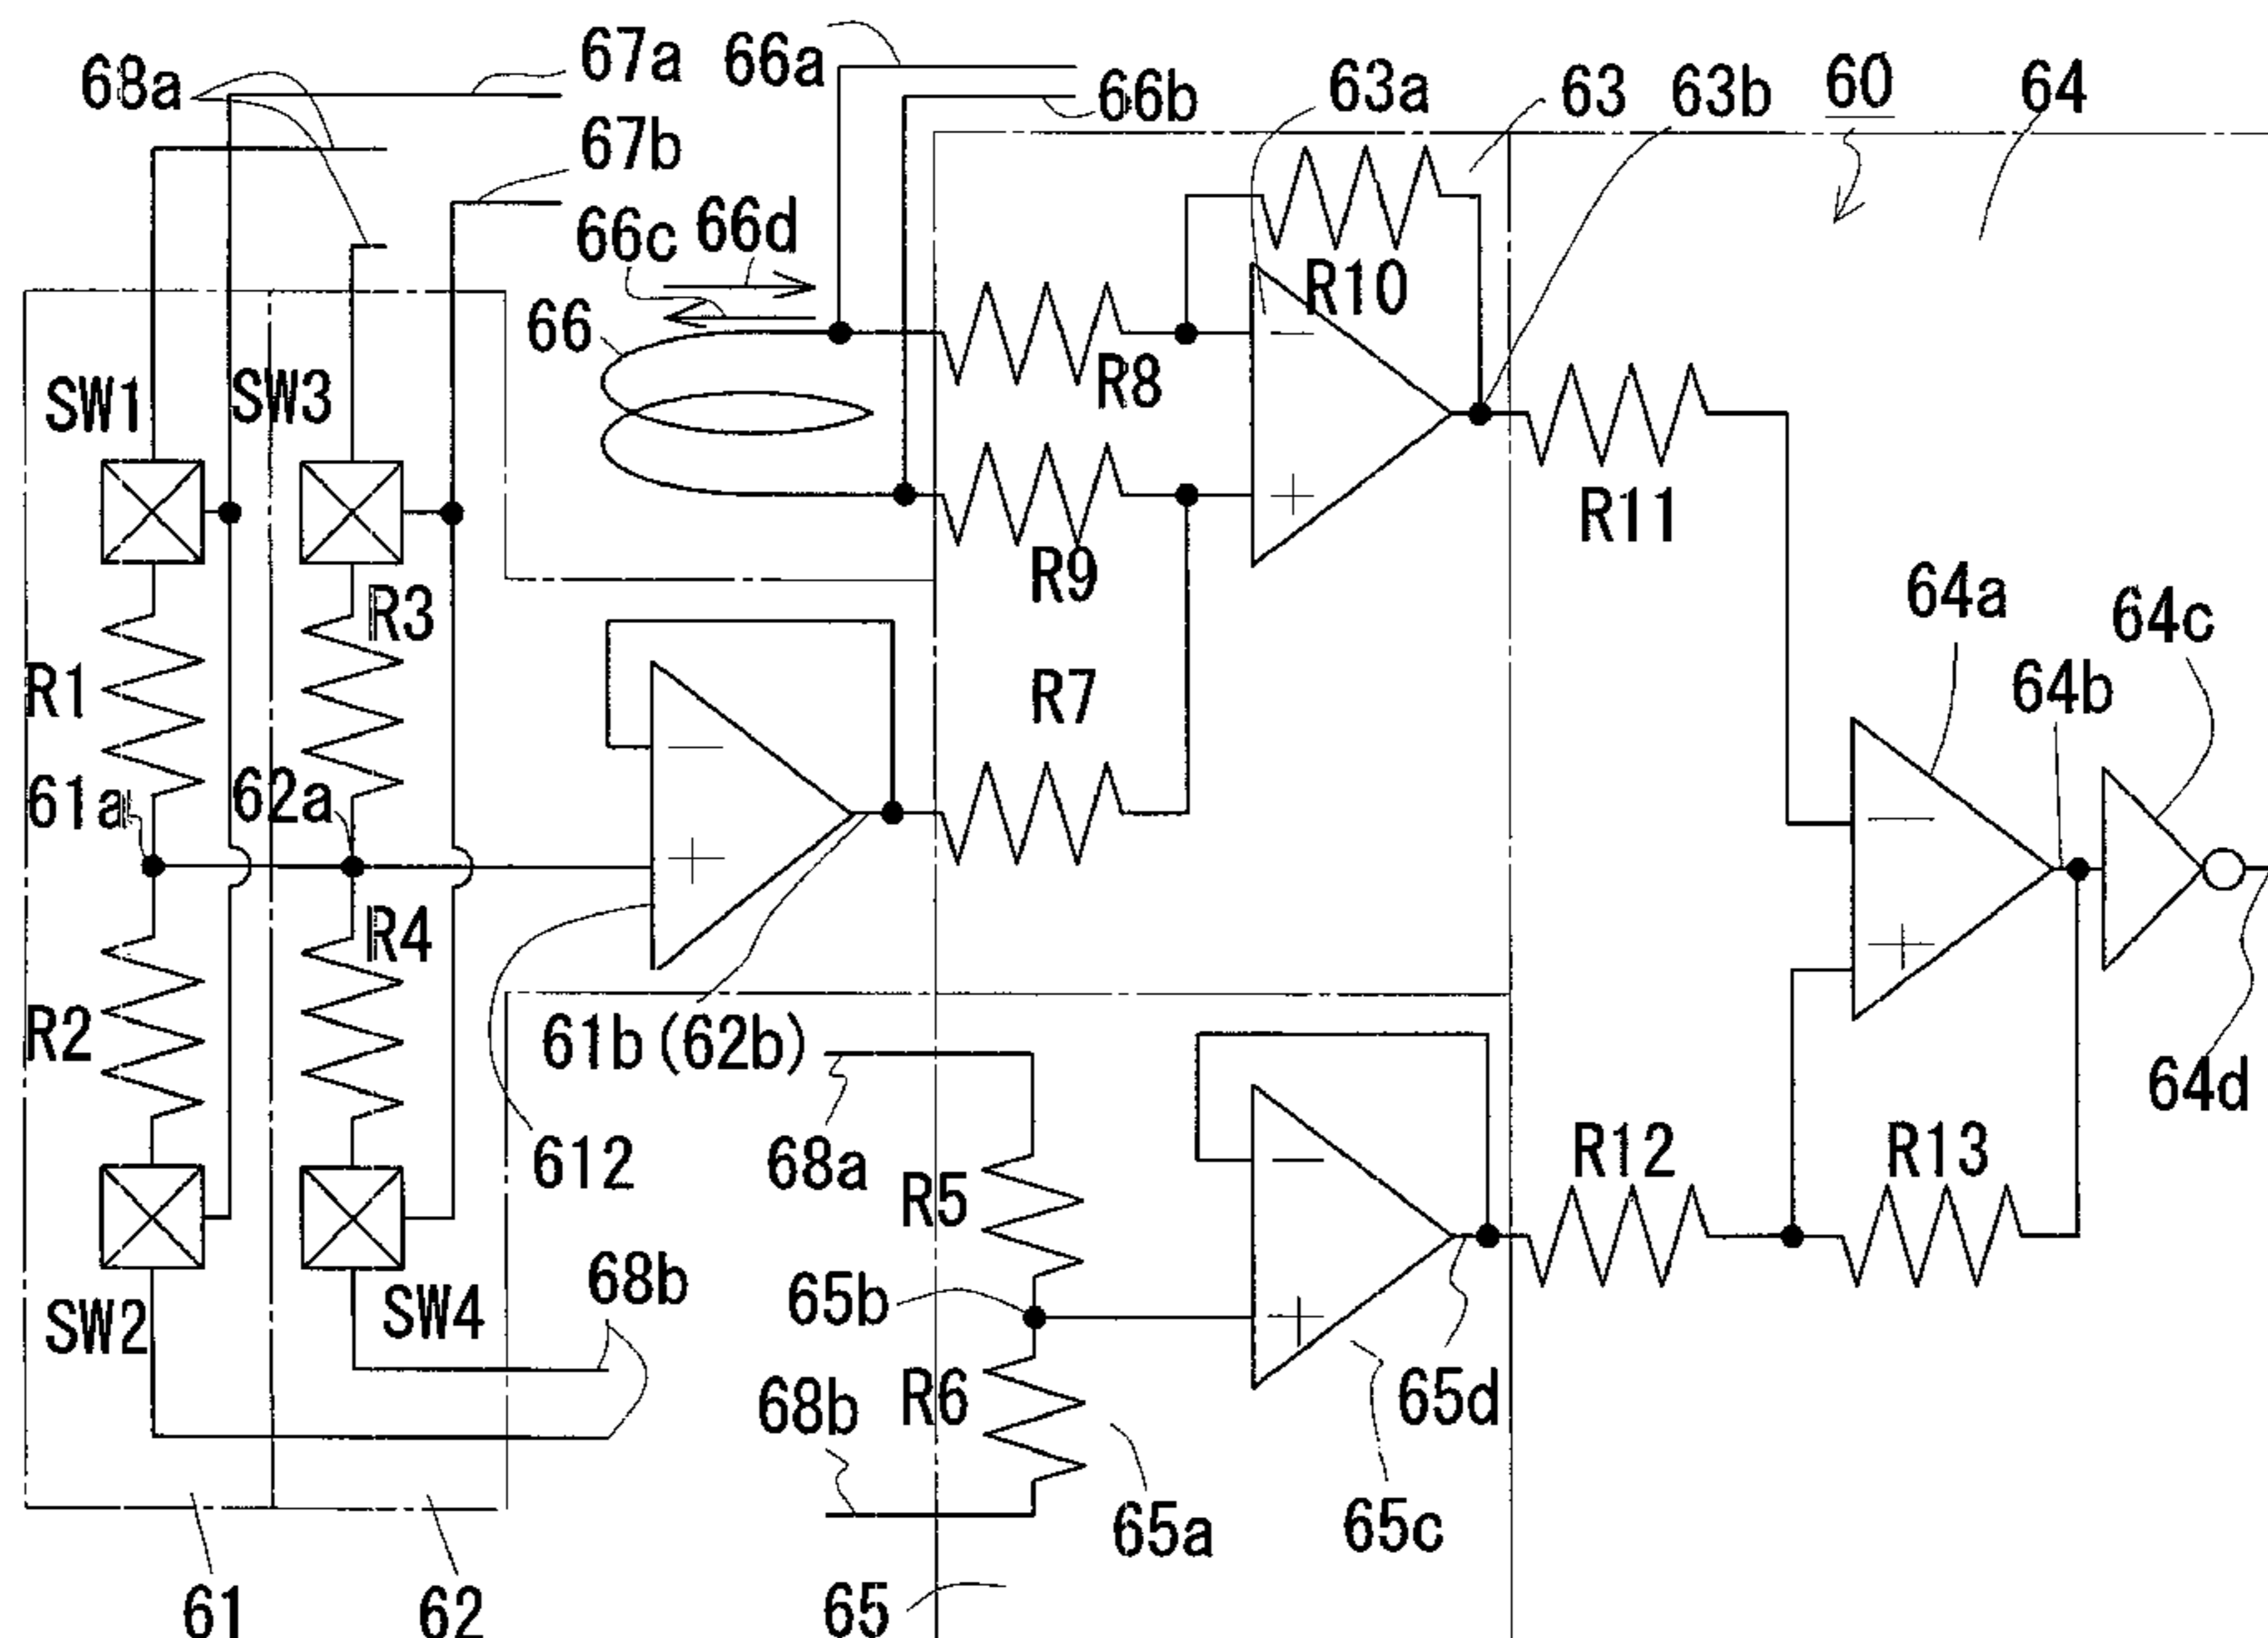 68a
67a
66a
66b
63a
63
63b
60
64
67b
66c
66d
66
R10
R8
SW1
SW3
R11
R9
R3
64a
64c
R1
R7
64b
61a
62a
R4
R2
61b(62b)
64d
612
68a
R5
R12
R13
65b
68b
SW2
SW4
68b
R6
65d
65a
65c
61
62
65
−
+
−
+
−
+
−
+